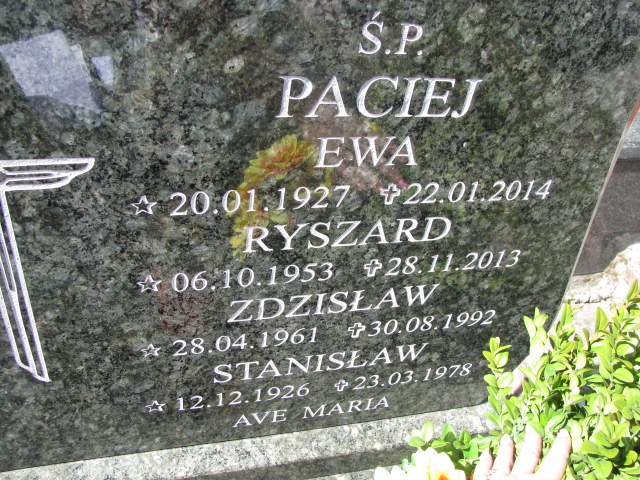 Ś.P.
PACIEJ
EWA
☆ 20.01.1927 ✝ 22.01.2014
RYSZARD
☆ 06.10.1953 ✝ 28.11.2013
ZDZISŁAW
☆ 28.04.1961 ✝ 30.08.1992
STANISŁAW
☆ 12.12.1926 ✝ 23.03.1978
AVE MARIA